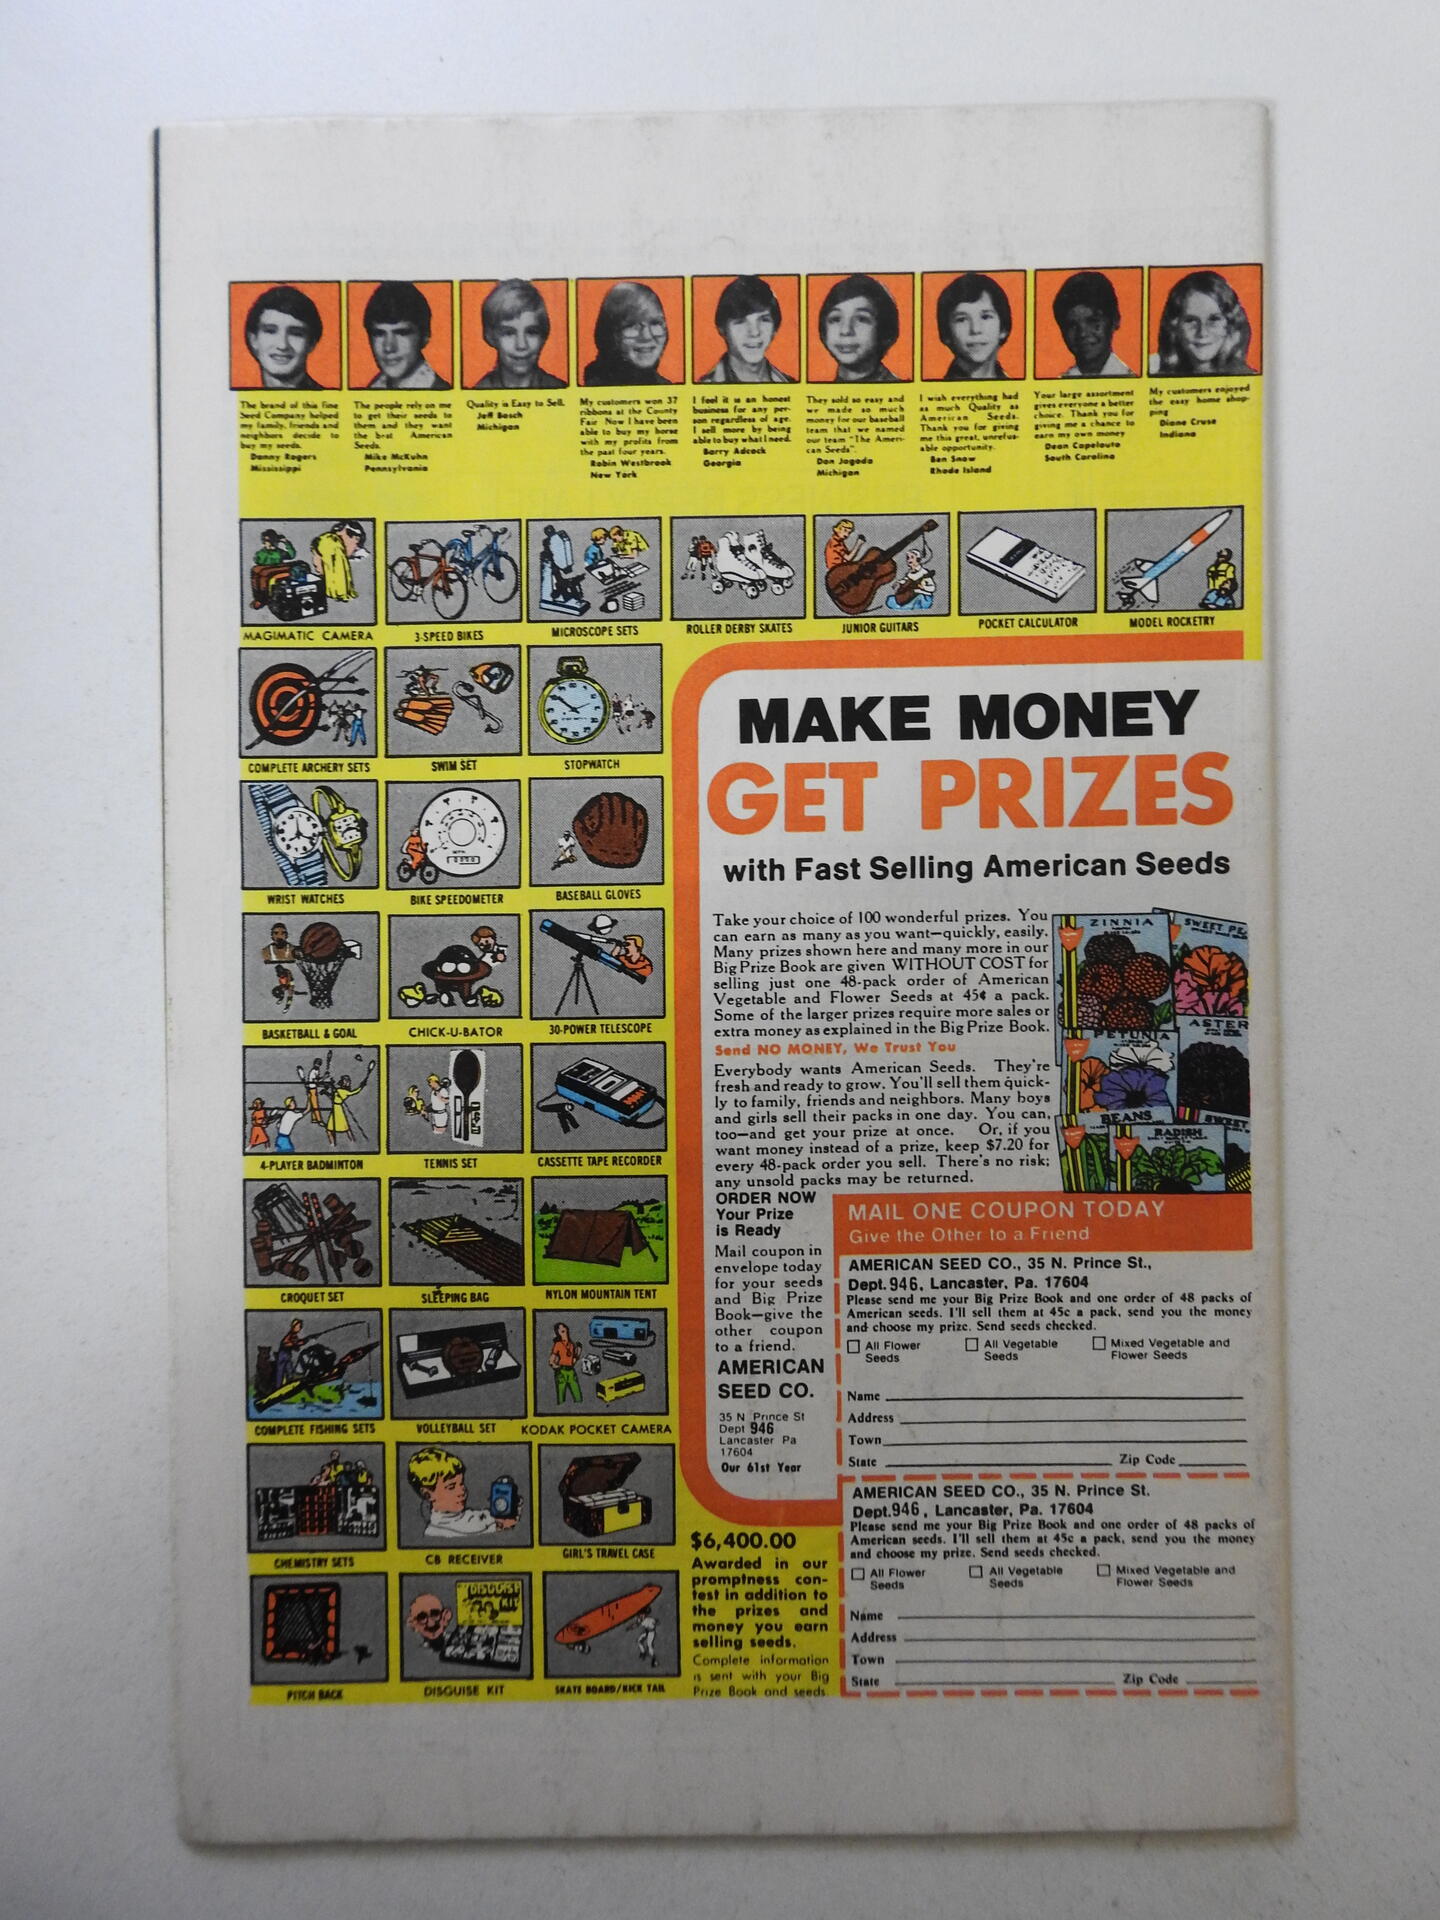 The brand of this fine
Seed Company helped
my family, friends and
neighbors decide to
buy my seeds.
Danny Rogers
Mississippi
The people rely on me
to get their seeds to
them and they want
the best American
Seeds.
Mike McKuhn
Pennsylvania
Quality is Easy to Sell.
Jeff Bosch
Michigan
My customers won 37
ribbons at the County
Fair Now I have been
able to buy my horse
with my profits from
the past four years.
Robin Westbrook
New York
I feel it is an honest
business for any per-
son regardless of age.
I sell more by being
able to buy what I need.
Barry Adcock
Georgia
They sold so easy and
we made so much
money for our baseball
team that we named
our team "The Ameri-
can Seeds".
Don Jagoda
Michigan
I wish everything had
as much Quality as
American Seeds.
Thank you for giving
me this great, unrefus-
able opportunity.
Ben Snow
Rhode Island
Your large assortment
gives everyone a better
choice. Thank you for
giving me a chance to
earn my own money
Dean Capelouto
South Carolina
My customers enjoyed
the easy home shop-
ping
Diane Cruse
Indiana
MAGIMATIC CAMERA
3-SPEED BIKES
MICROSCOPE SETS
ROLLER DERBY SKATES
JUNIOR GUITARS
POCKET CALCULATOR
MODEL ROCKETRY
COMPLETE ARCHERY SETS
SWIM SET
STOPWATCH
WRIST WATCHES
BIKE SPEEDOMETER
BASEBALL GLOVES
BASKETBALL & GOAL
CHICK-U-BATOR
30-POWER TELESCOPE
4-PLAYER BADMINTON
TENNIS SET
CASSETTE TAPE RECORDER
CROQUET SET
SLEEPING BAG
NYLON MOUNTAIN TENT
COMPLETE FISHING SETS
VOLLEYBALL SET
KODAK POCKET CAMERA
CHEMISTRY SETS
CB RECEIVER
GIRL'S TRAVEL CASE
PITCH BACK
DISGUISE KIT
DISGUISE KIT
SKATE BOARD/KICK TAIL
MAKE MONEY
GET PRIZES
with Fast Selling American Seeds
Take your choice of 100 wonderful prizes. You
can earn as many as you want—quickly, easily.
Many prizes shown here and many more in our
Big Prize Book are given WITHOUT COST for
selling just one 48-pack order of American
Vegetable and Flower Seeds at 45¢ a pack.
Some of the larger prizes require more sales or
extra money as explained in the Big Prize Book.
Send NO MONEY, We Trust You
Everybody wants American Seeds. They're
fresh and ready to grow. You'll sell them quick-
ly to family, friends and neighbors. Many boys
and girls sell their packs in one day. You can,
too—and get your prize at once. Or, if you
want money instead of a prize, keep $7.20 for
every 48-pack order you sell. There's no risk;
any unsold packs may be returned.
ZINNIA
SWEET PE
PETUNIA
ASTER
BEANS
RADISH
SWEET
ORDER NOW
Your Prize
is Ready
Mail coupon in
envelope today
for your seeds
and Big Prize
Book—give the
other coupon
to a friend.
AMERICAN
SEED CO.
35 N Prince St
Dept 946
Lancaster Pa
17604
Our 61st Year
$6,400.00
Awarded in our
promptness con-
test in addition to
the prizes and
money you earn
selling seeds.
Complete information
is sent with your Big
Prize Book and seeds.
MAIL ONE COUPON TODAY
Give the Other to a Friend
AMERICAN SEED CO., 35 N. Prince St.,
Dept. 946, Lancaster, Pa. 17604
Please send me your Big Prize Book and one order of 48 packs of
American seeds. I'll sell them at 45c a pack, send you the money
and choose my prize. Send seeds checked.
All Flower Seeds
All Vegetable Seeds
Mixed Vegetable and Flower Seeds
Name
Address
Town
State Zip Code
AMERICAN SEED CO., 35 N. Prince St.
Dept. 946, Lancaster, Pa. 17604
Please send me your Big Prize Book and one order of 48 packs of
American seeds. I'll sell them at 45c a pack, send you the money
and choose my prize. Send seeds checked.
All Flower Seeds
All Vegetable Seeds
Mixed Vegetable and Flower Seeds
Name
Address
Town
State Zip Code